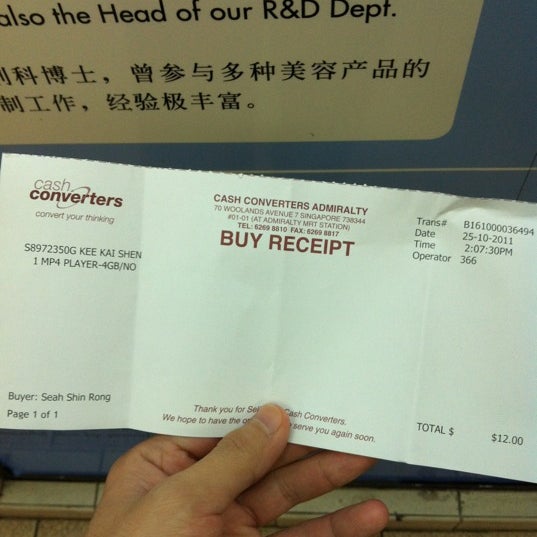 also the Head of our R&D Dept.
科博士，曾参与多种美容产品的
制工作，经验极丰富。
cash
converters
convert your thinking
CASH CONVERTERS ADMIRALTY
70 WOOLANDS AVENUE 7 SINGAPORE 738344
#01-01 (AT ADMIRALTY MRT STATION)
TEL: 6269 8810 FAX: 6269 8817
BUY RECEIPT
Trans# B161000036494
Date 25-10-2011
Time 2:07:30PM
Operator 366
S8972350G KEE KAI SHEN
1 MP4 PLAYER-4GB/NO
Buyer: Seah Shin Rong
Page 1 of 1
Thank you for Cash Converters.
We hope to have the serve you again soon.
TOTAL $ $12.00